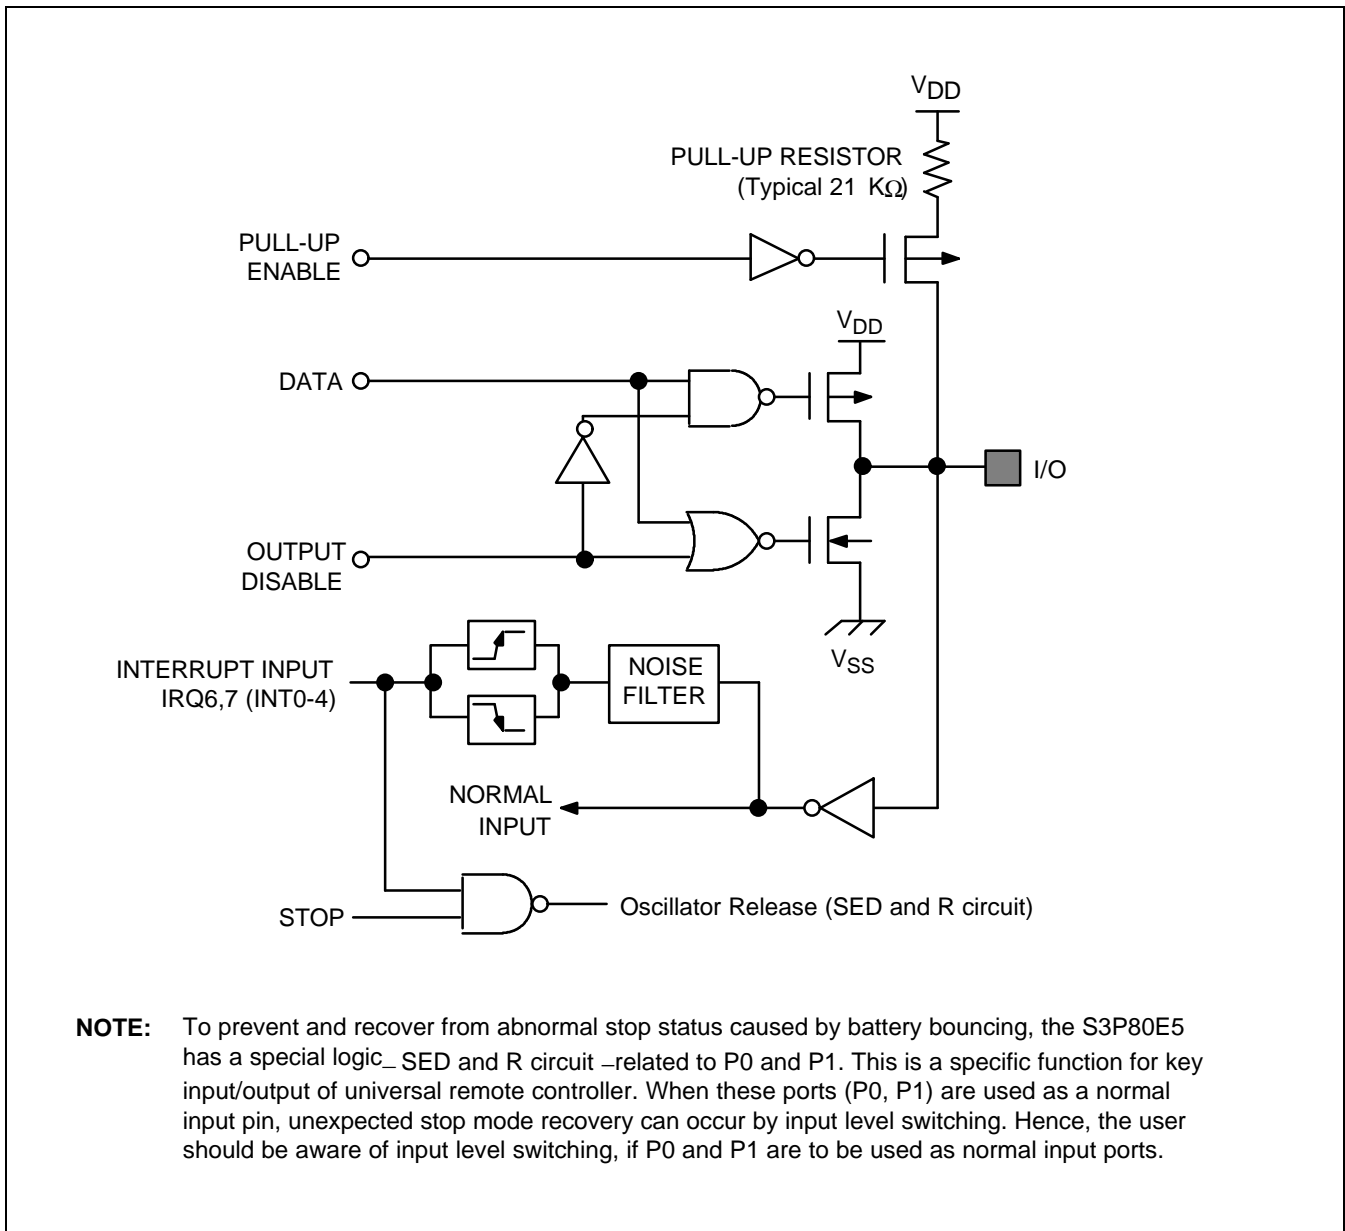 VDD
PULL-UP RESISTOR
(Typical 21 KΩ)
PULL-UP
ENABLE
VDD
DATA
I/O
OUTPUT
DISABLE
VSS
INTERRUPT INPUT
IRQ6,7 (INT0-4)
NOISE
FILTER
NORMAL
INPUT
STOP
Oscillator Release (SED and R circuit)
NOTE: To prevent and recover from abnormal stop status caused by battery bouncing, the S3P80E5
has a special logic– SED and R circuit –related to P0 and P1. This is a specific function for key
input/output of universal remote controller. When these ports (P0, P1) are used as a normal
input pin, unexpected stop mode recovery can occur by input level switching. Hence, the user
should be aware of input level switching, if P0 and P1 are to be used as normal input ports.